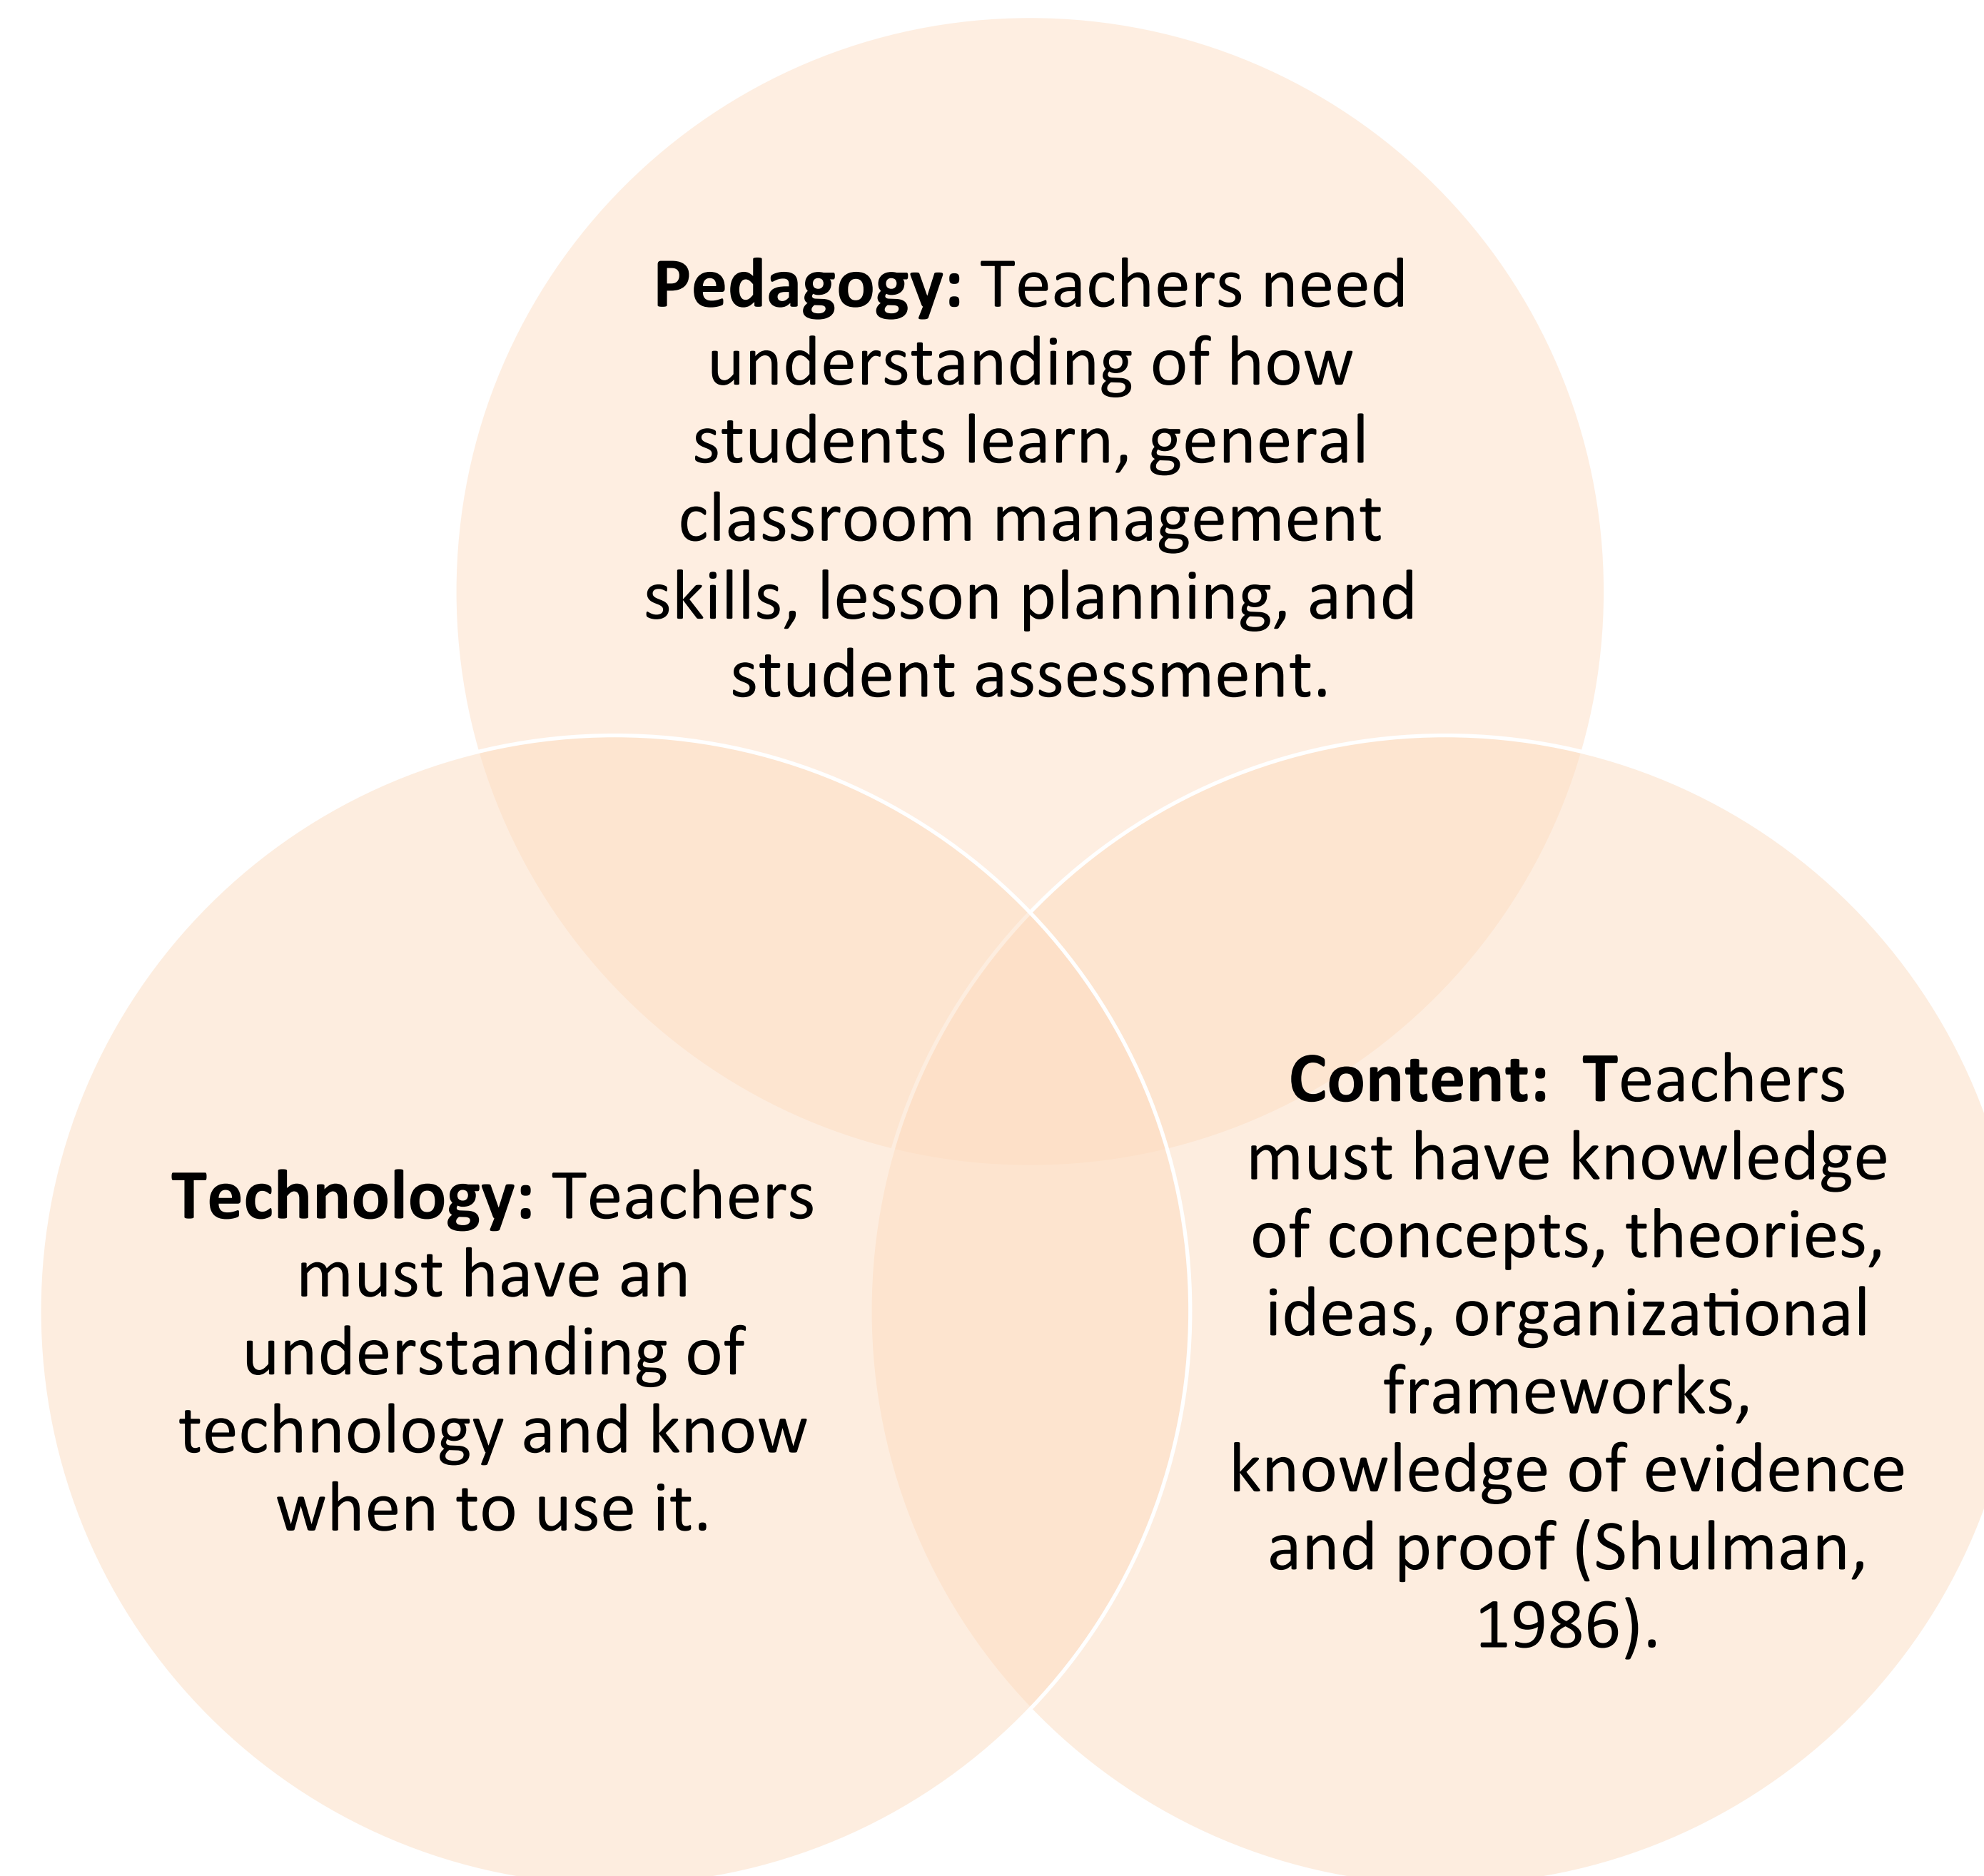 Pedagogy: Teachers need
understanding of how
students learn, general
classroom management
skills, lesson planning, and
student assessment.
Technology: Teachers
must have an
understanding of
technology and know
when to use it.
Content:  Teachers
must have knowledge
of concepts, theories,
ideas, organizational
frameworks,
knowledge of evidence
and proof (Shulman,
1986).